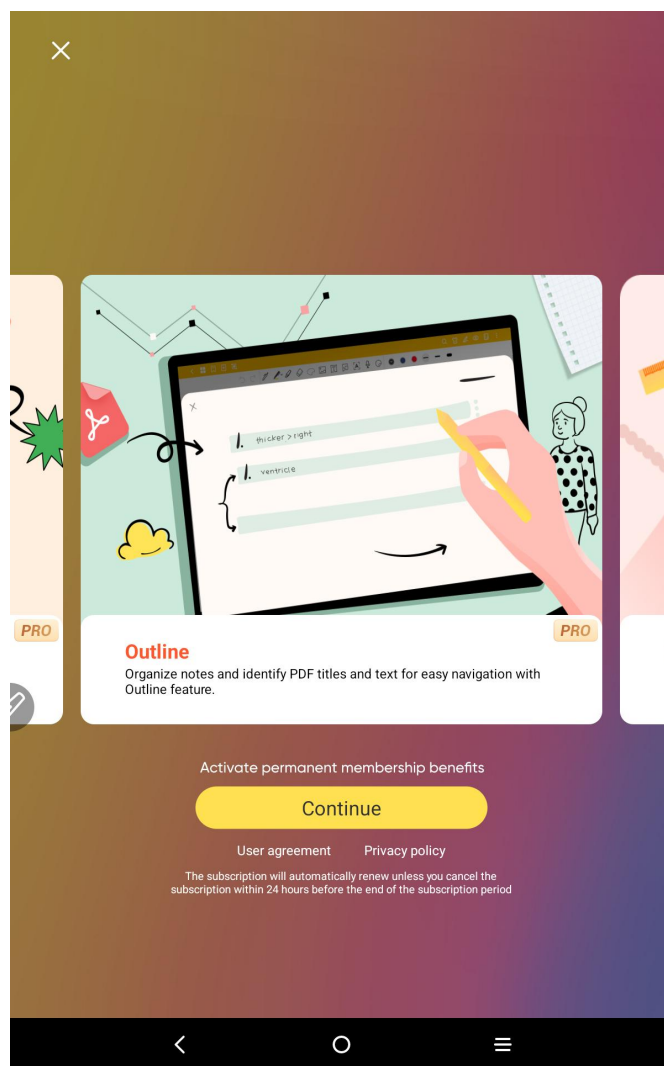 1. thicker > right
1. ventricle
PRO
PRO
Outline
Organize notes and identify PDF titles and text for easy navigation with
Outline feature.
Activate permanent membership benefits
Continue
User agreement Privacy policy
The subscription will automatically renew unless you cancel the
subscription within 24 hours before the end of the subscription period